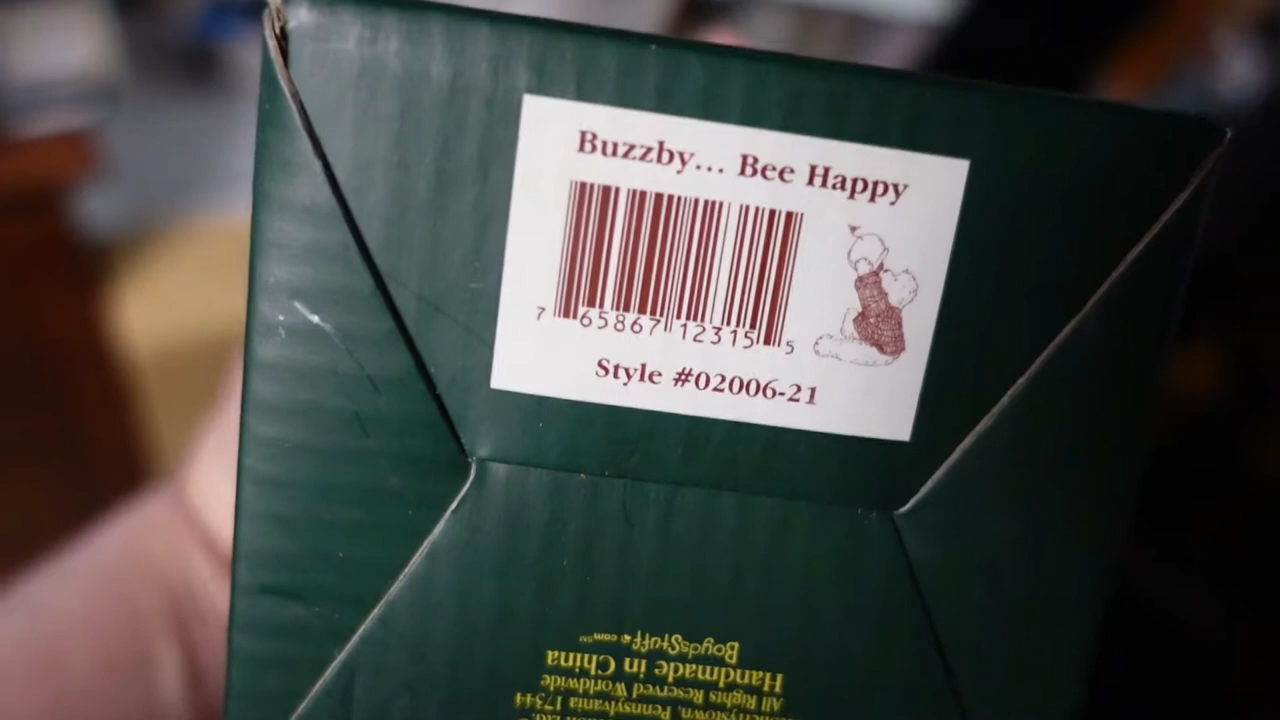 Buzzby... Bee Happy
7 65867 12315 5
Style #02006-21
Pennsylvania 17344
All Rights Reserved Worldwide
Handmade in China
BoydsStuff.com